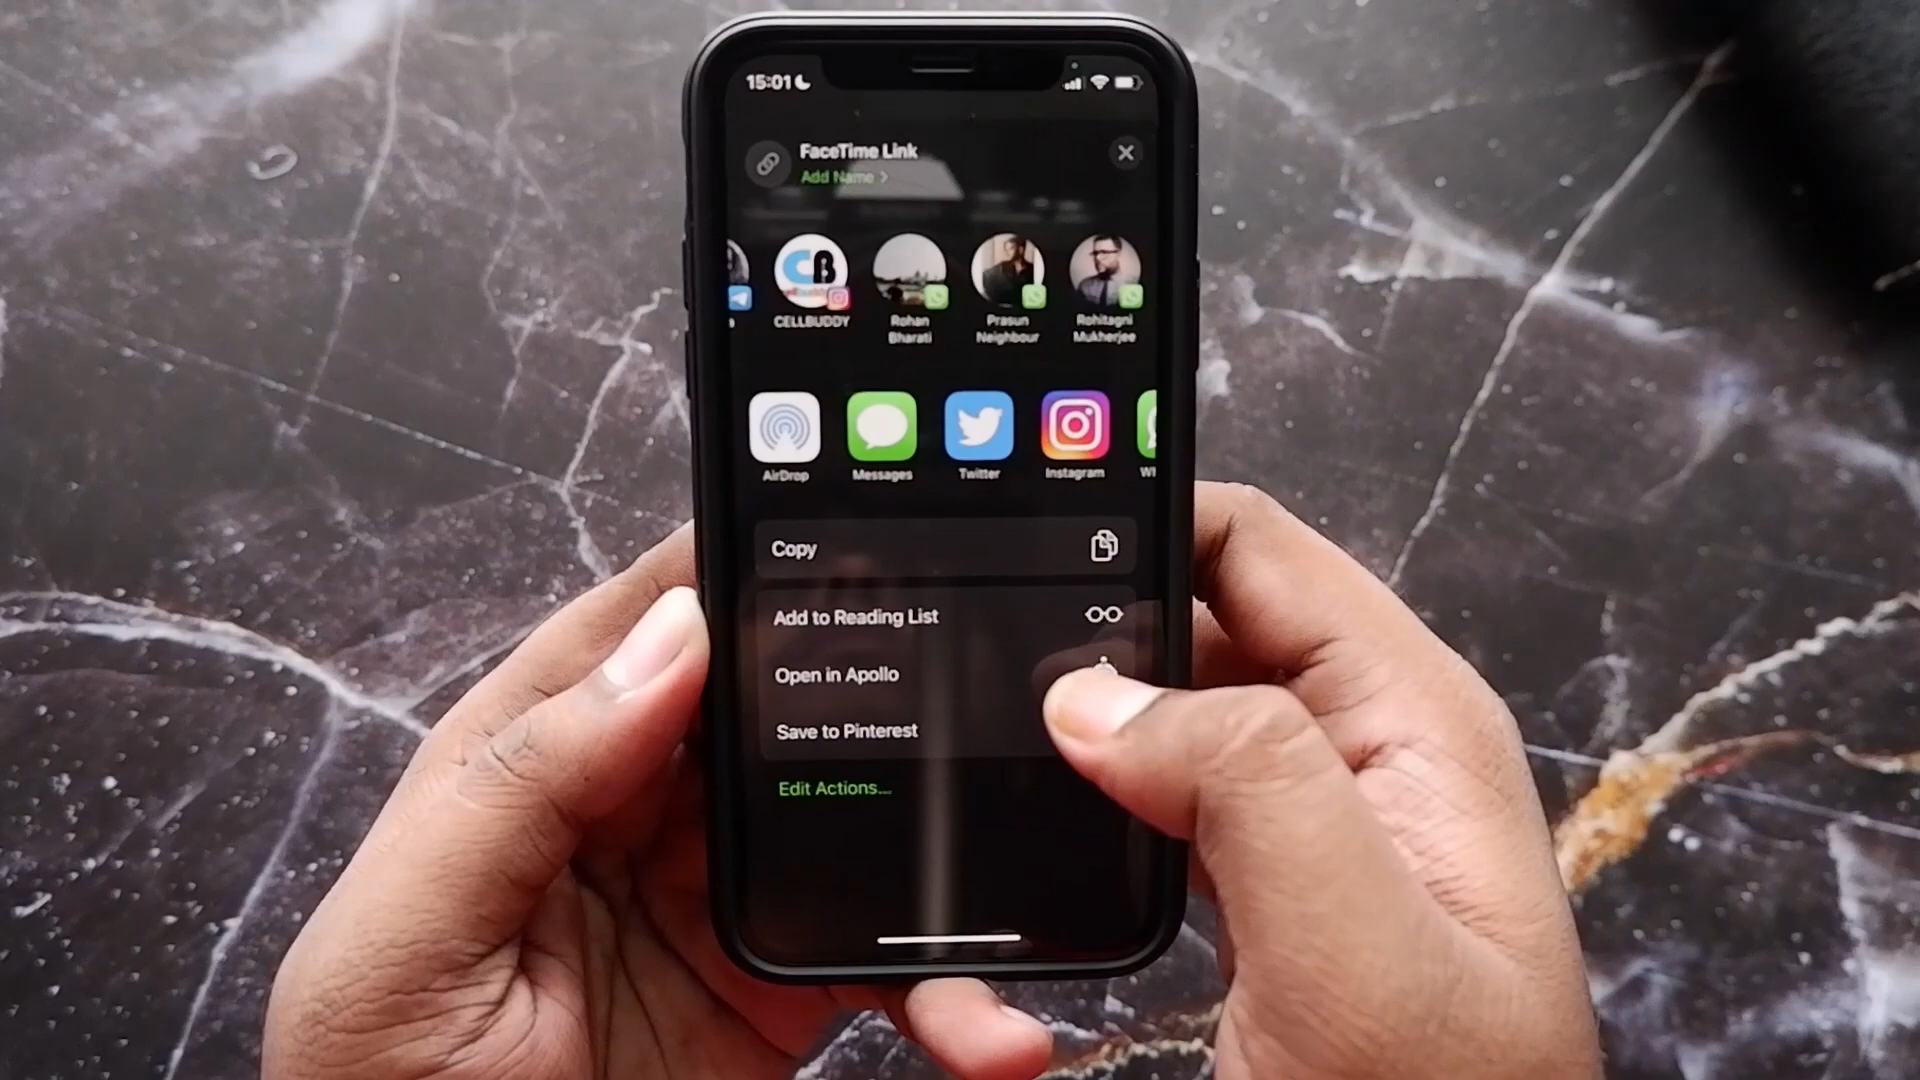 15:01
FaceTime Link
Add Name >
CB
CELLBUDDY
Rohan
Bharati
Prasun
Neighbour
Rohitagni
Mukherjee
AirDrop
Messages
Twitter
Instagram
Copy
Add to Reading List
Open in Apollo
Save to Pinterest
Edit Actions...